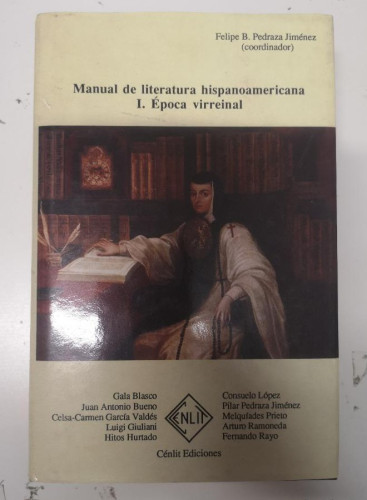 Felipe B. Pedraza Jiménez
(coordinador)
Manual de literatura hispanoamericana
I. Época virreinal
Gala Blasco
Juan Antonio Bueno
Celsa-Carmen García Valdés
Luigi Giuliani
Hitos Hurtado
CÉNLIT
Consuelo López
Pilar Pedraza Jiménez
Melquíades Prieto
Arturo Ramoneda
Fernando Rayo
Cénlit Ediciones